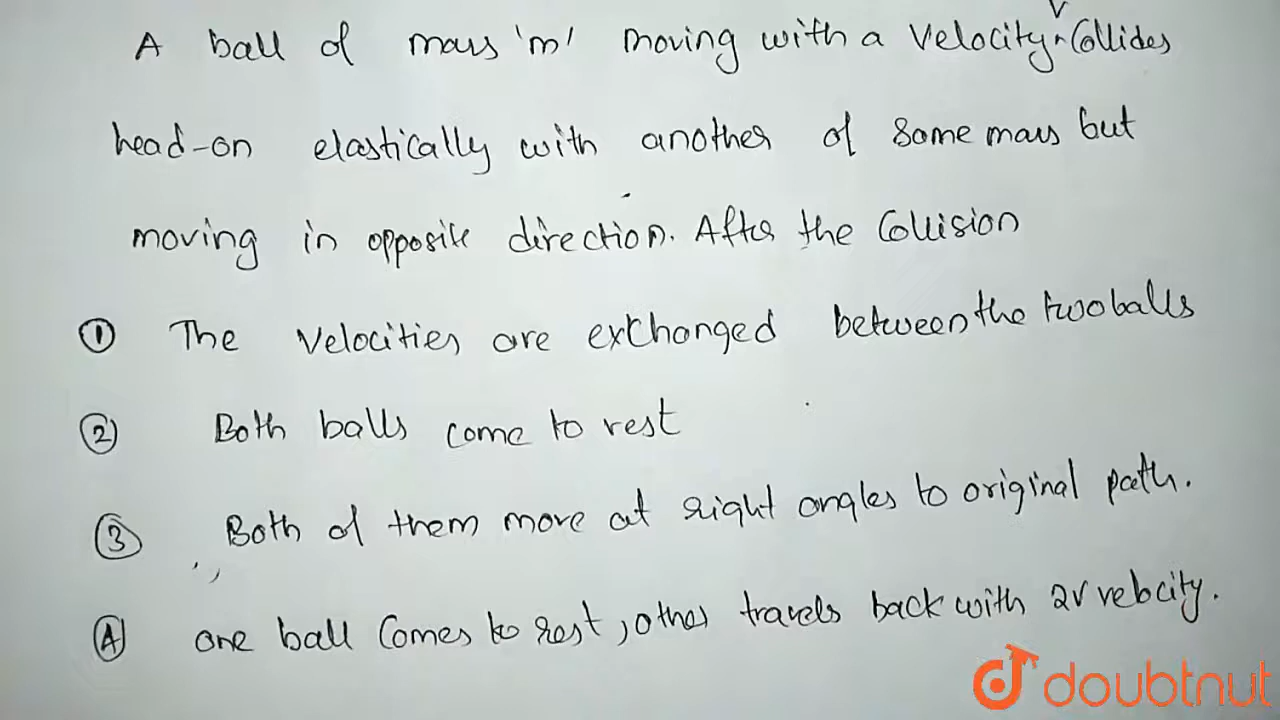 A ball of mass 'm' moving with a velocity v collides
head-on elastically with another of same mass but
moving in opposite direction. After the Collision
① The velocities are exchanged between the two balls
② Both balls come to rest
③ Both of them move at right angles to original path.
④ one ball Comes to rest, other travels back with 2v velocity.
doubtnut